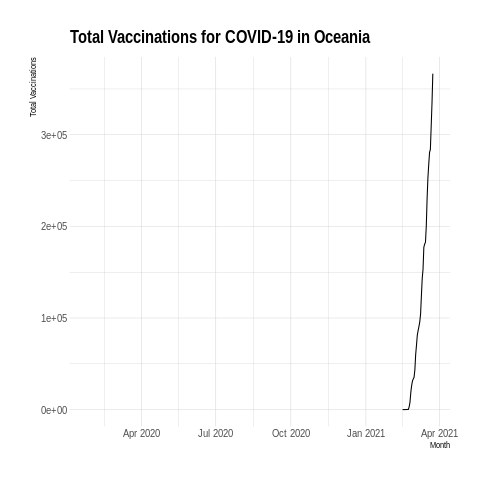 Total Vaccinations for COVID-19 in Oceania
Total Vaccinations
3e+05
2e+05
1e+05
0e+00
Apr 2020 Jul 2020 Oct 2020 Jan 2021 Apr 2021
Month